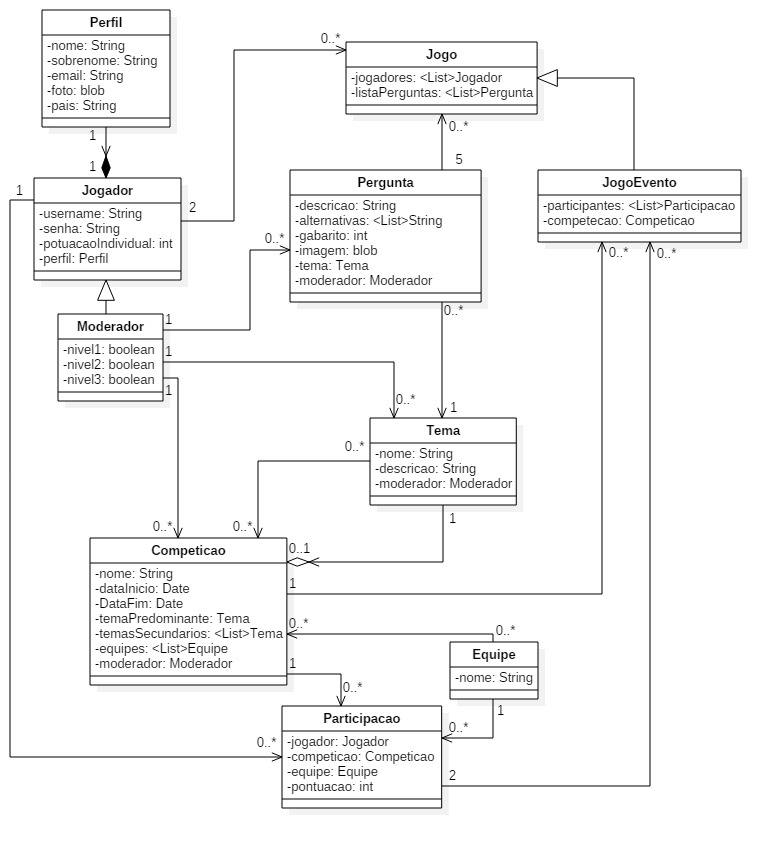 Perfil
-nome: String
-sobrenome: String
-email: String
-foto: blob
-pais: String
1
1
Jogador
-username: String
-senha: String
-potuacaoIndividual: int
-perfil: Perfil
1
2
0..*
Jogo
-jogadores: <List>Jogador
-listaPerguntas: <List>Pergunta
0..*
5
Pergunta
-descricao: String
-alternativas: <List>String
-gabarito: int
-imagem: blob
-tema: Tema
-moderador: Moderador
0..*
0..*
JogoEvento
-participantes: <List>Participacao
-competecao: Competicao
0..*
0..*
Moderador
-nivel1: boolean
-nivel2: boolean
-nivel3: boolean
1
1
1
0..*
1
Tema
-nome: String
-descricao: String
-moderador: Moderador
0..*
1
0..*
0..*
0..1
Competicao
-nome: String
-dataInicio: Date
-DataFim: Date
-temaPredominante: Tema
-temasSecundarios: <List>Tema
-equipes: <List>Equipe
-moderador: Moderador
1
0..*
0..*
1
Equipe
-nome: String
1
0..*
0..*
0..*
Participacao
-jogador: Jogador
-competicao: Competicao
-equipe: Equipe
-pontuacao: int
2